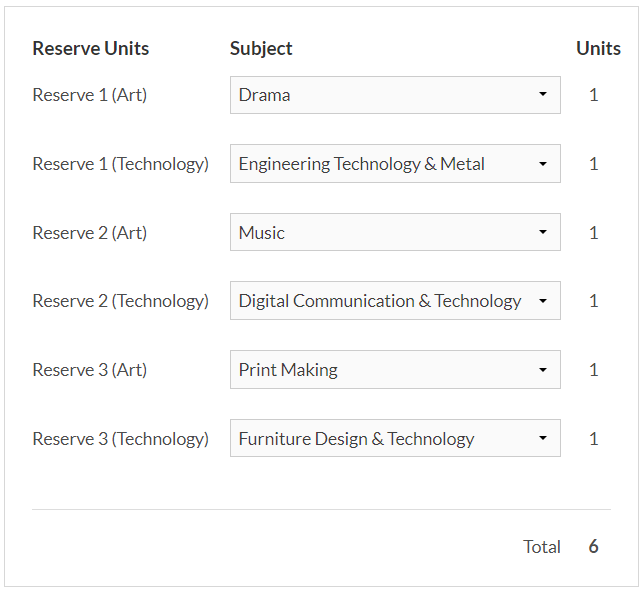 Reserve Units Subject Units
Reserve 1 (Art) Drama 1
Reserve 1 (Technology) Engineering Technology & Metal 1
Reserve 2 (Art) Music 1
Reserve 2 (Technology) Digital Communication & Technology 1
Reserve 3 (Art) Print Making 1
Reserve 3 (Technology) Furniture Design & Technology 1
Total 6